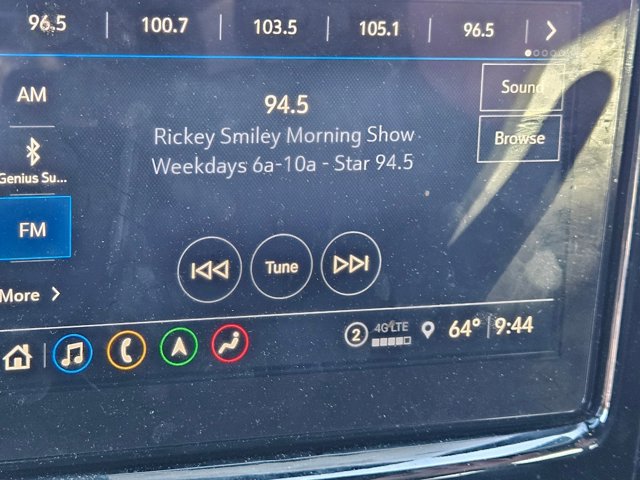 96.5 100.7 103.5 105.1 96.5
AM
94.5
Sound
Rickey Smiley Morning Show
Browse
Weekdays 6a-10a - Star 94.5
Genius Su...
FM
Tune
More
2 4G LTE 64° 9:44